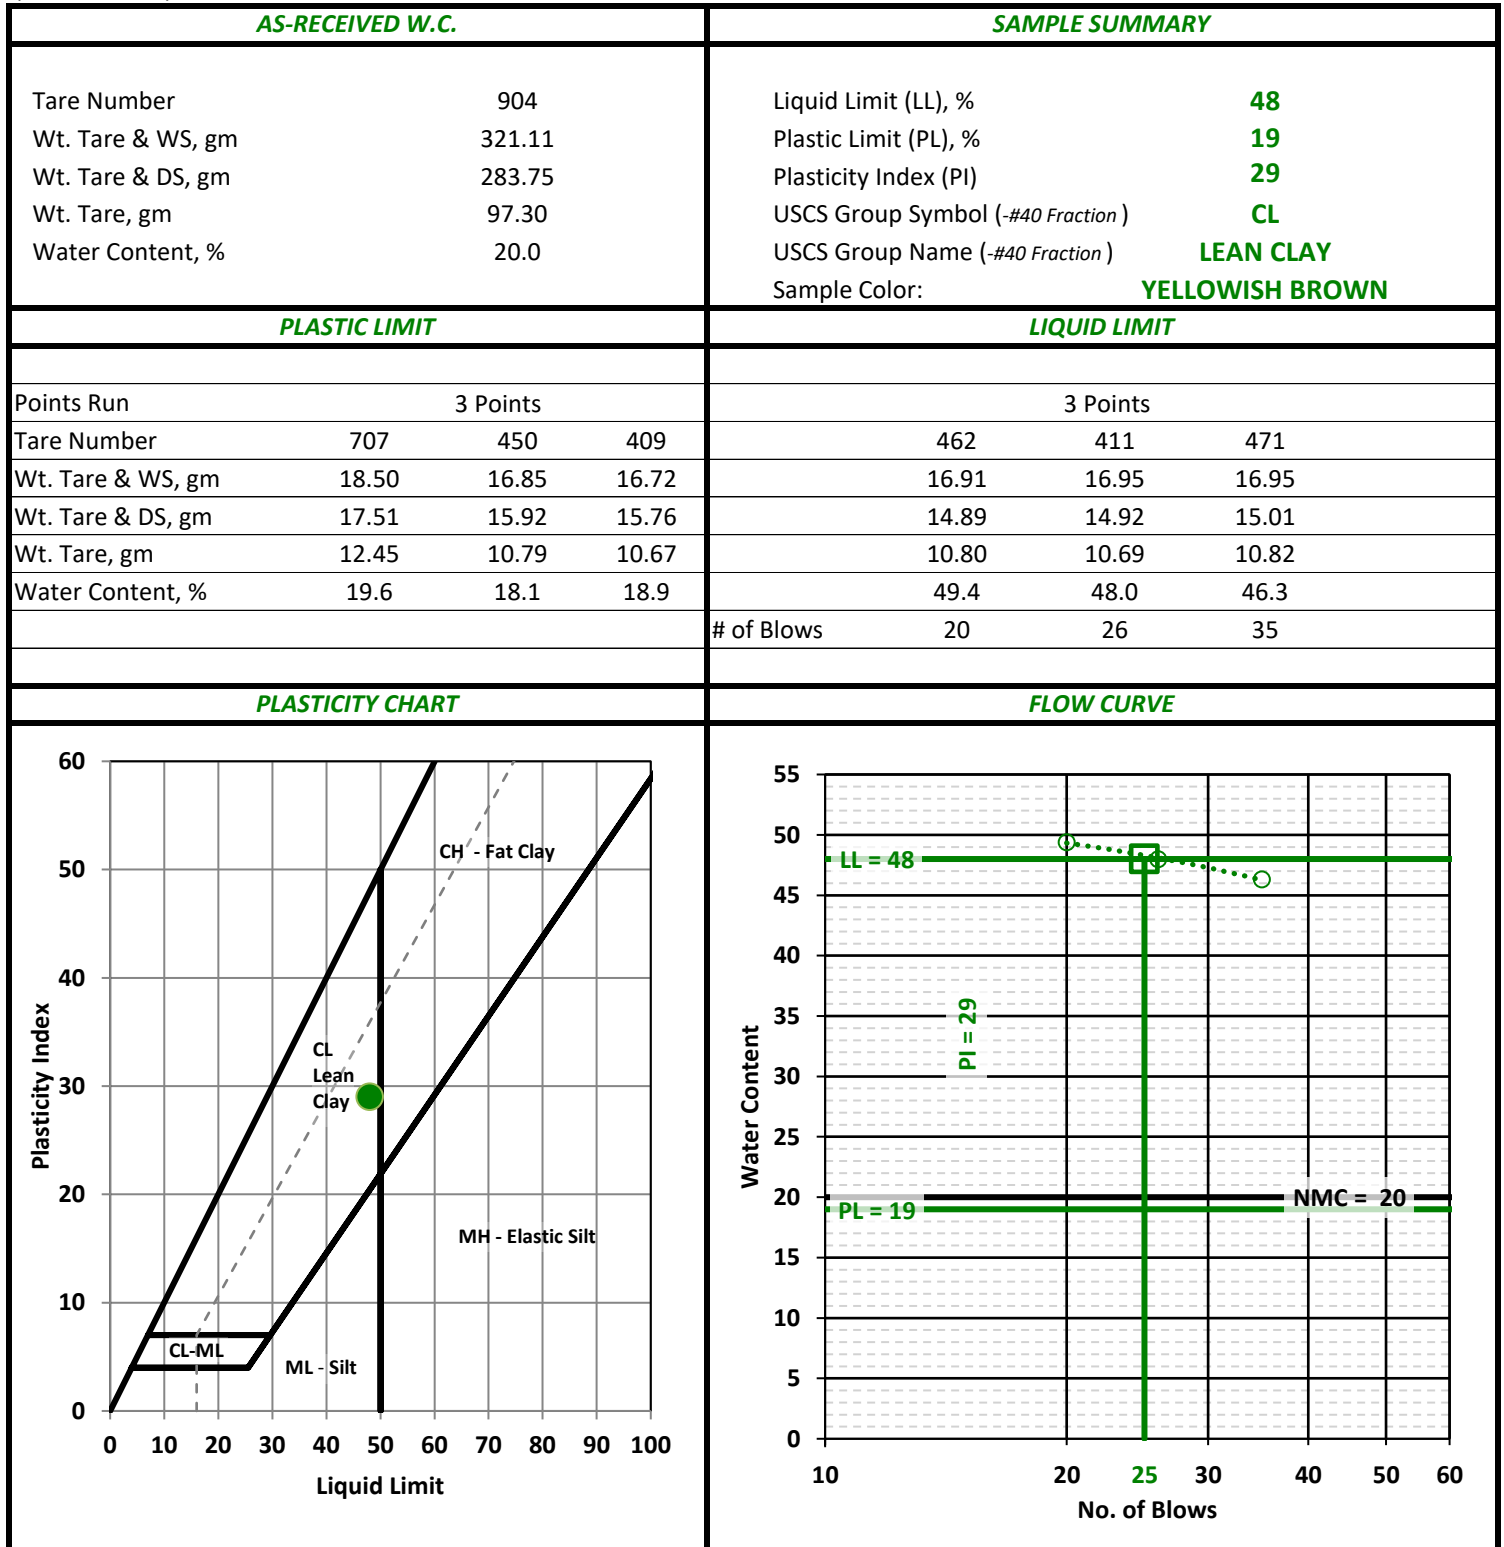 AS-RECEIVED W.C.
SAMPLE SUMMARY
Tare Number 904
Wt. Tare & WS, gm 321.11
Wt. Tare & DS, gm 283.75
Wt. Tare, gm 97.30
Water Content, % 20.0
Liquid Limit (LL), % 48
Plastic Limit (PL), % 19
Plasticity Index (PI) 29
USCS Group Symbol (-#40 Fraction ) CL
USCS Group Name (-#40 Fraction ) LEAN CLAY
Sample Color: YELLOWISH BROWN
PLASTIC LIMIT
Points Run 3 Points
Tare Number 707 450 409
Wt. Tare & WS, gm 18.50 16.85 16.72
Wt. Tare & DS, gm 17.51 15.92 15.76
Wt. Tare, gm 12.45 10.79 10.67
Water Content, % 19.6 18.1 18.9
LIQUID LIMIT
3 Points
462 411 471
16.91 16.95 16.95
14.89 14.92 15.01
10.80 10.69 10.82
49.4 48.0 46.3
# of Blows 20 26 35
PLASTICITY CHART
60
50
40
30
20
10
0
Plasticity Index
CH - Fat Clay
CL
Lean
Clay
MH - Elastic Silt
CL-ML
ML - Silt
0 10 20 30 40 50 60 70 80 90 100
Liquid Limit
FLOW CURVE
55
50
45
40
35
30
25
20
15
10
5
0
Water Content
LL = 48
PI = 29
NMC = 20
PL = 19
10 20 25 30 40 50 60
No. of Blows